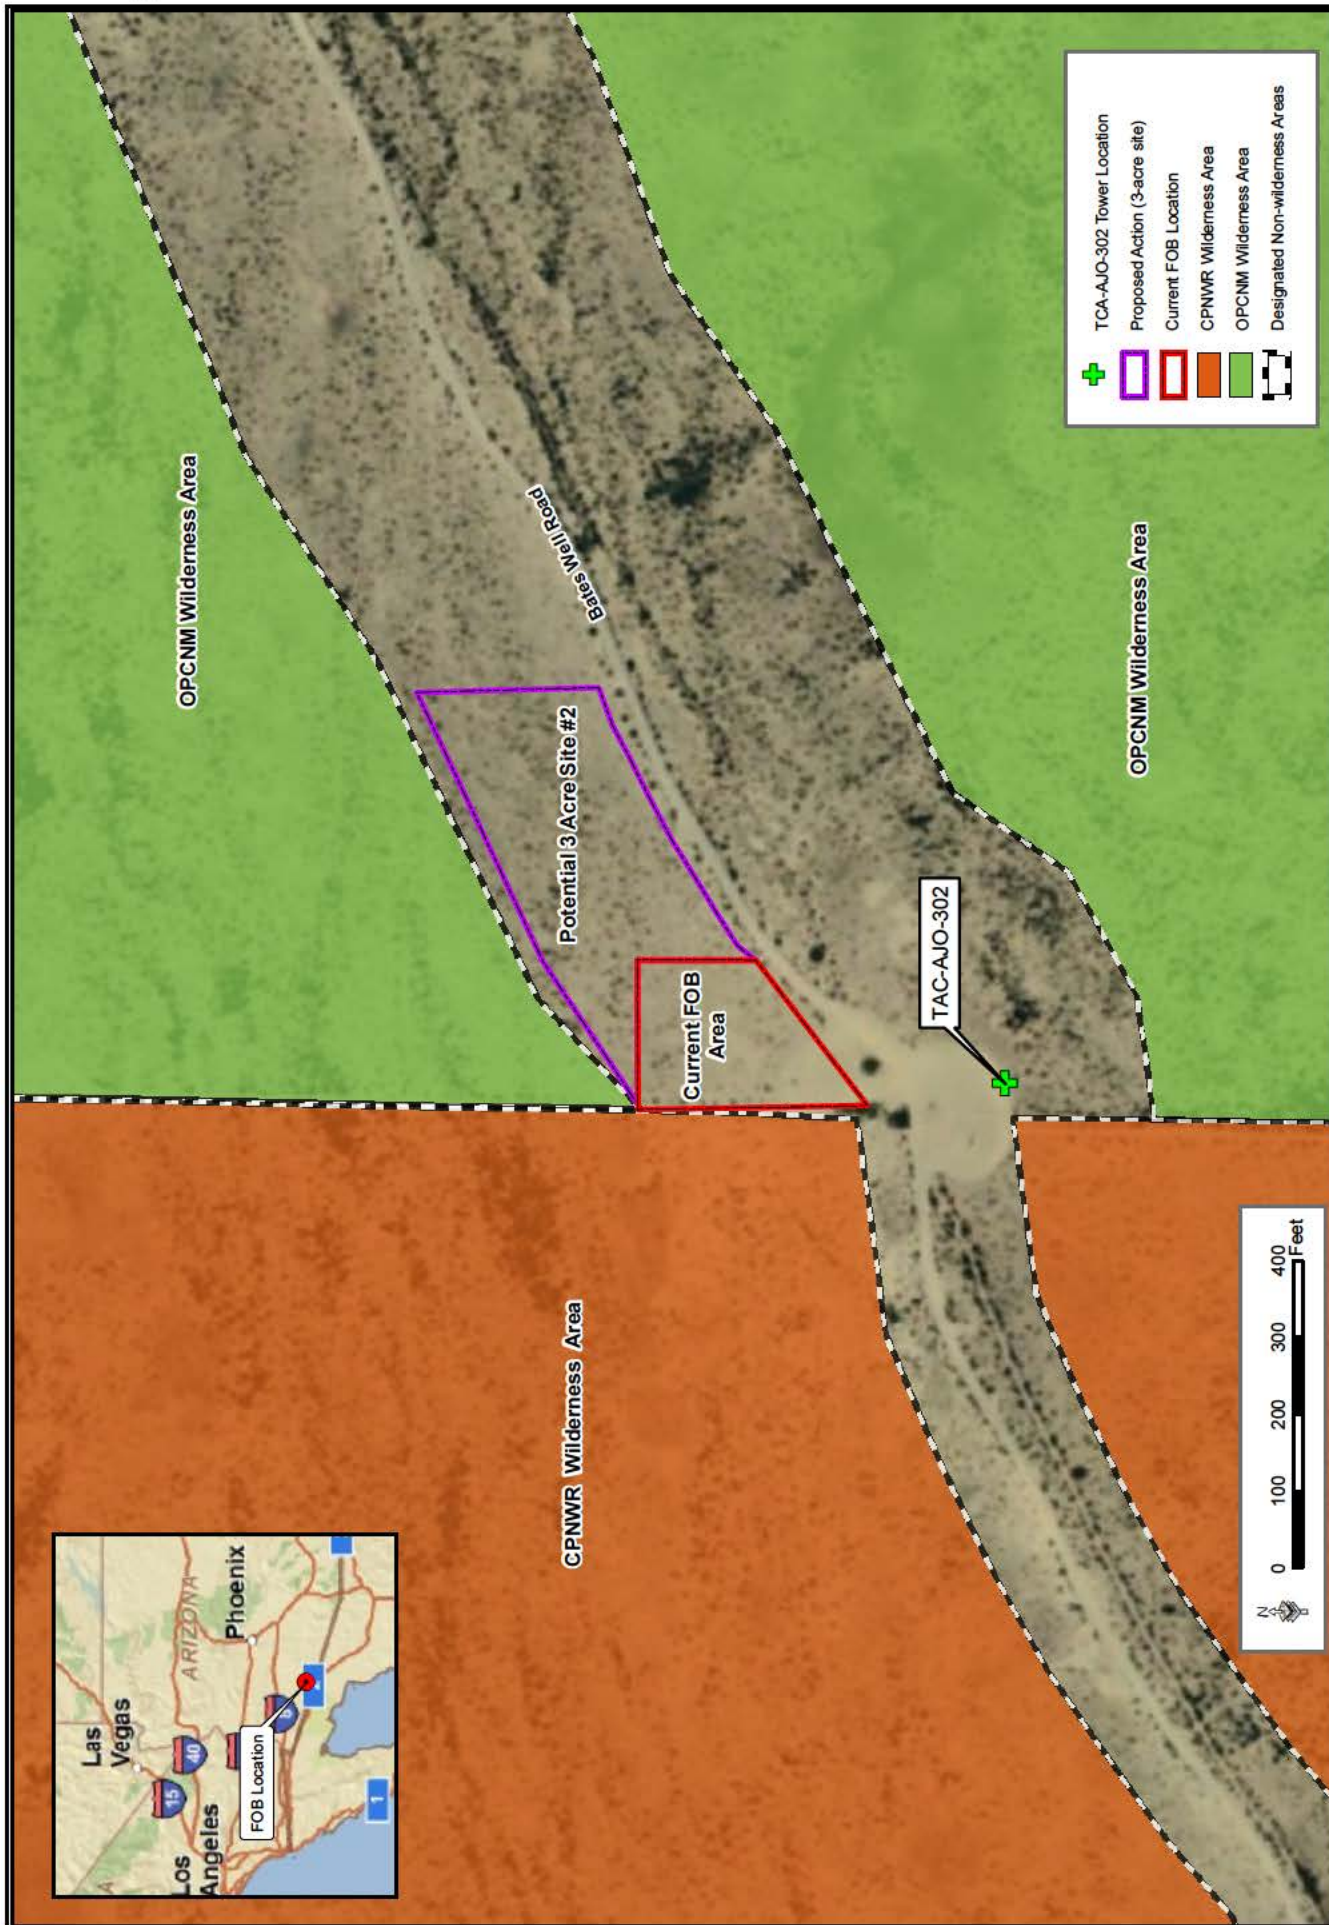 Las
Vegas
15
40
ARIZONA
Phoenix
Los
Angeles
8
FOB Location
1
OPCNM Wilderness Area
CPNWR Wilderness Area
Potential 3 Acre Site #2
Bates Well Road
Current FOB
Area
TAC-AJO-302
OPCNM Wilderness Area
N
0 100 200 300 400
Feet
TCA-AJO-302 Tower Location
Proposed Action (3-acre site)
Current FOB Location
CPNWR Wilderness Area
OPCNM Wilderness Area
Designated Non-wilderness Areas